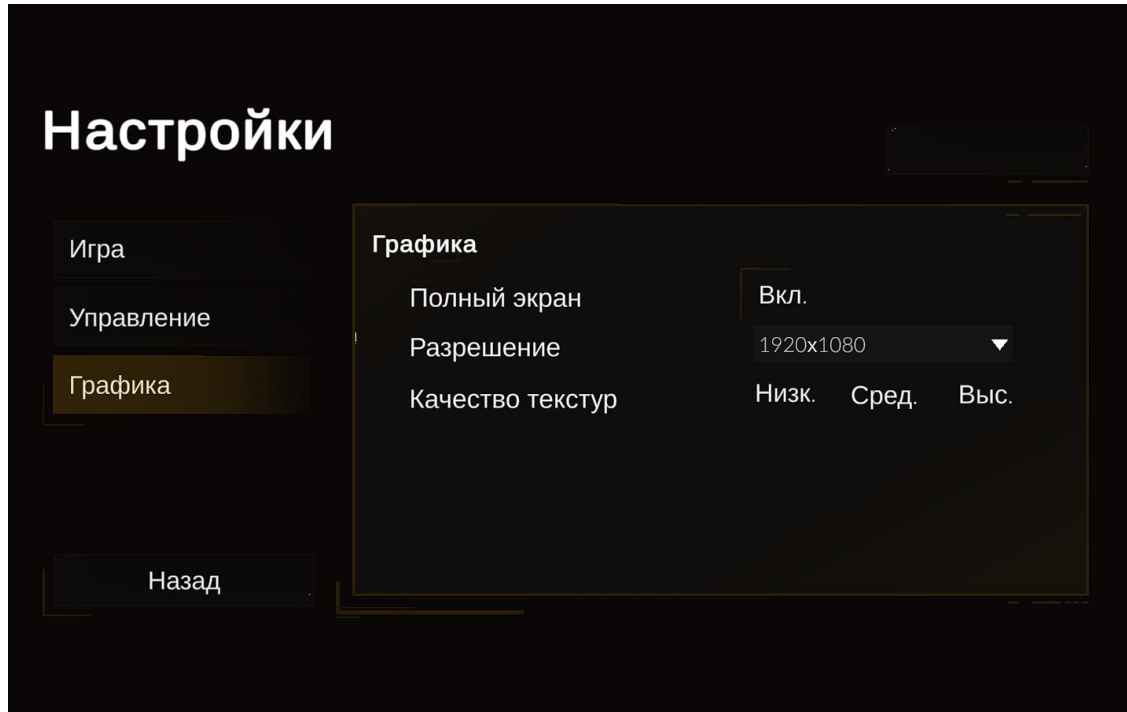 Настройки
Игра
Управление
Графика
Назад
Графика
Полный экран Вкл.
Разрешение 1920x1080
Качество текстур Низк. Сред. Выс.